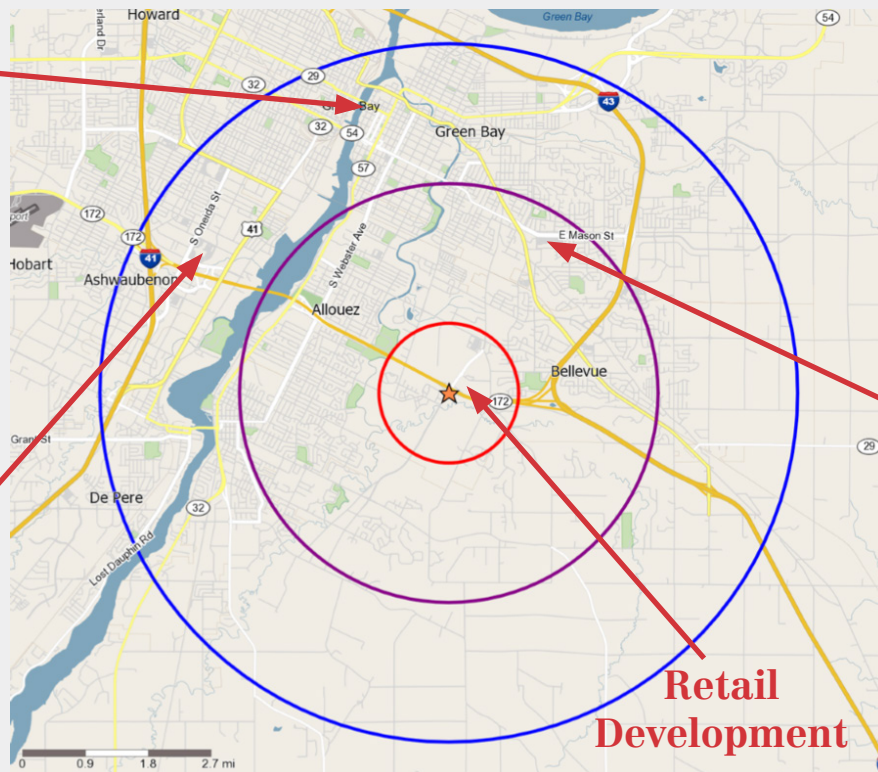 Howard
Green Bay
54
29
32
43
32
54
Green Bay
57
172
port
172
S Oneida St
41
E Mason St
41
S Webster Ave
Hobart
Ashwaubenon
Allouez
Bellevue
172
Grant St
29
De Pere
32
Lost Dauphin Rd
Retail
Development
0 0.9 1.8 2.7 mi